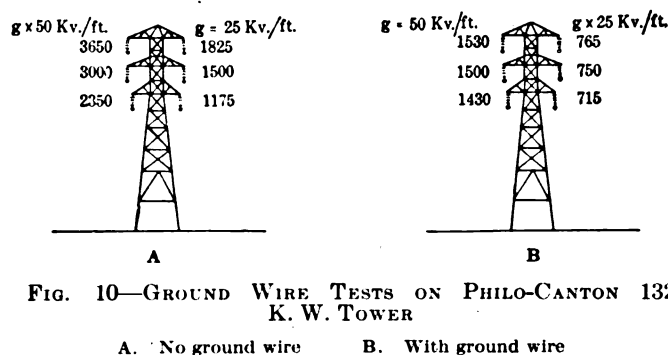 g x 50 Kv./ft. g = 25 Kv./ft.
3650 1825
3000 1500
2350 1175
A
g = 50 Kv./ft. g x 25 Kv./ft.
1530 765
1500 750
1430 715
B
FIG. 10—GROUND WIRE TESTS ON PHILO-CANTON 132
K. W. TOWER
A. No ground wire B. With ground wire